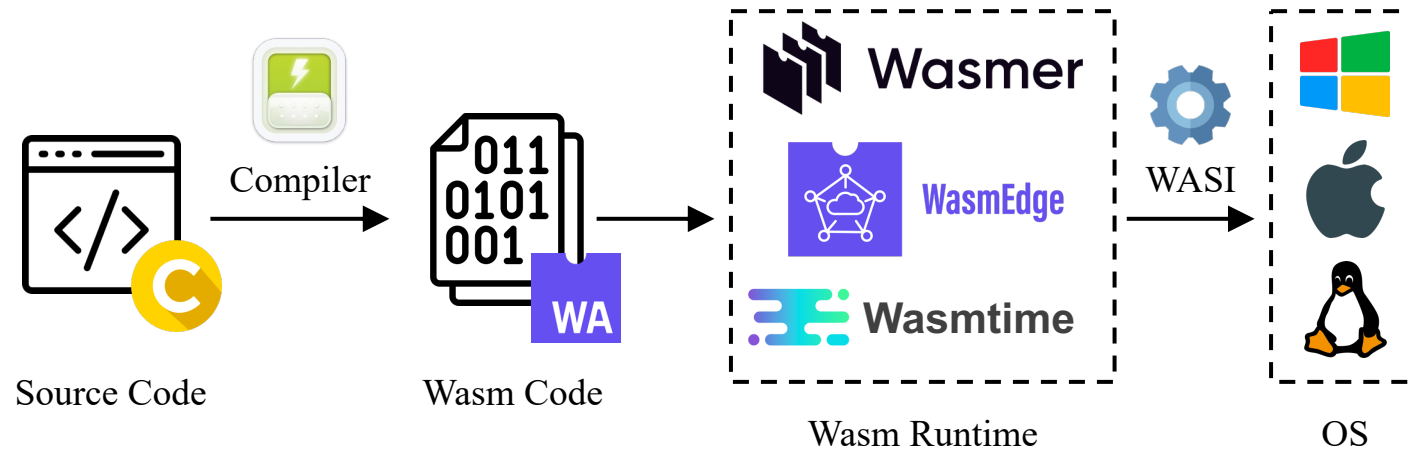 Compiler
Source Code
011
0101
001
WA
Wasm Code
Wasmer
WasmEdge
Wasmtime
Wasm Runtime
WASI
OS